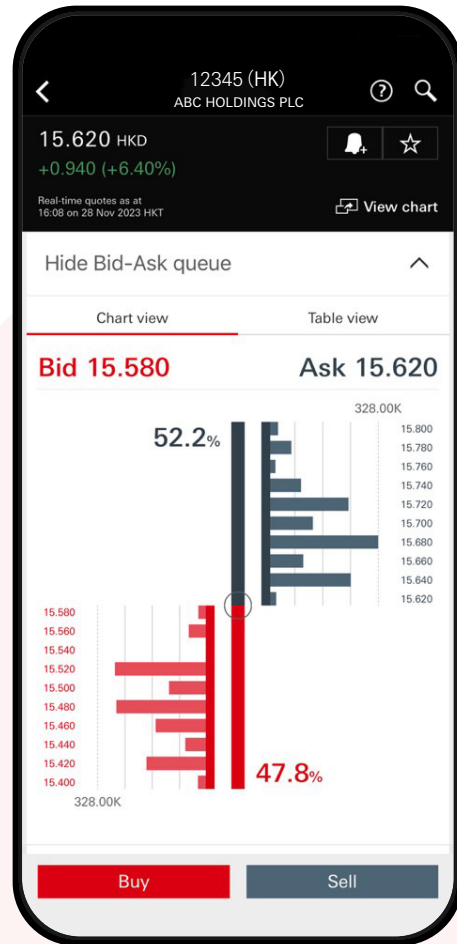 12345 (HK)
ABC HOLDINGS PLC
15.620 HKD
+0.940 (+6.40%)
Real-time quotes as at
16:08 on 28 Nov 2023 HKT
View chart
Hide Bid-Ask queue
Chart view
Table view
Bid 15.580
Ask 15.620
328.00K
52.2%
15.800
15.780
15.760
15.740
15.720
15.700
15.680
15.660
15.640
15.620
15.580
15.560
15.540
15.520
15.500
15.480
15.460
15.440
15.420
15.400
47.8%
328.00K
Buy
Sell